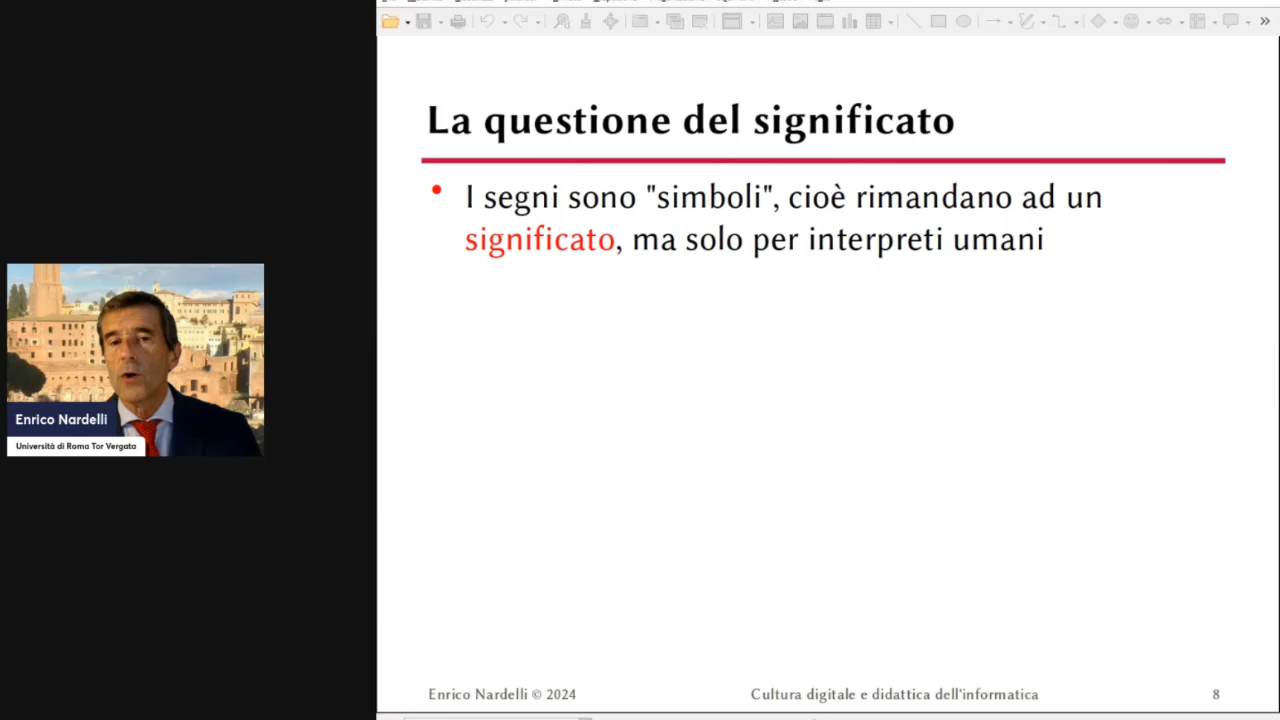 La questione del significato
I segni sono "simboli", cioè rimandano ad un
significato, ma solo per interpreti umani
Enrico Nardelli
Università di Roma Tor Vergata
Enrico Nardelli © 2024
Cultura digitale e didattica dell'informatica
8